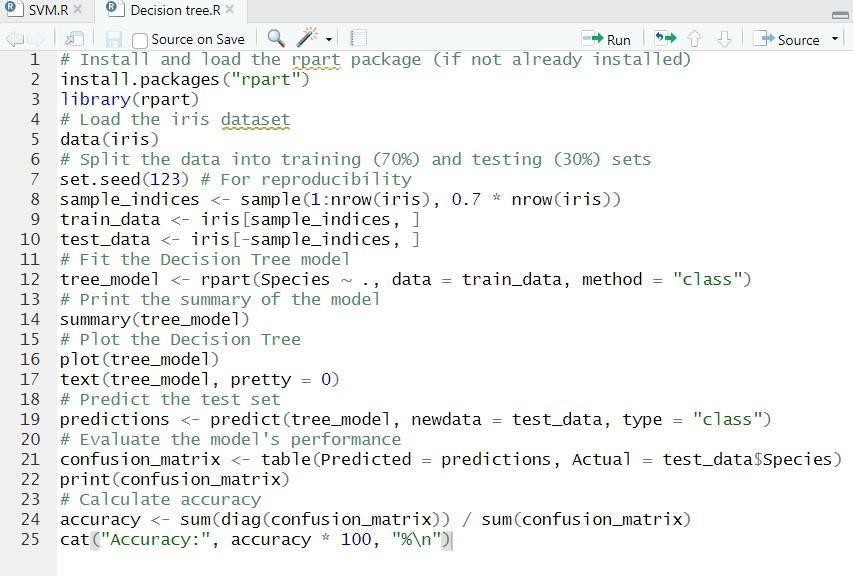 SVM.R Decision tree.R
Source on Save Run Source
1 # Install and load the rpart package (if not already installed)
2 install.packages("rpart")
3 library(rpart)
4 # Load the iris dataset
5 data(iris)
6 # Split the data into training (70%) and testing (30%) sets
7 set.seed(123) # For reproducibility
8 sample_indices <- sample(1:nrow(iris), 0.7 * nrow(iris))
9 train_data <- iris[sample_indices, ]
10 test_data <- iris[-sample_indices, ]
11 # Fit the Decision Tree model
12 tree_model <- rpart(Species ~ ., data = train_data, method = "class")
13 # Print the summary of the model
14 summary(tree_model)
15 # Plot the Decision Tree
16 plot(tree_model)
17 text(tree_model, pretty = 0)
18 # Predict the test set
19 predictions <- predict(tree_model, newdata = test_data, type = "class")
20 # Evaluate the model's performance
21 confusion_matrix <- table(Predicted = predictions, Actual = test_data$Species)
22 print(confusion_matrix)
23 # Calculate accuracy
24 accuracy <- sum(diag(confusion_matrix)) / sum(confusion_matrix)
25 cat("Accuracy:", accuracy * 100, "%\n")